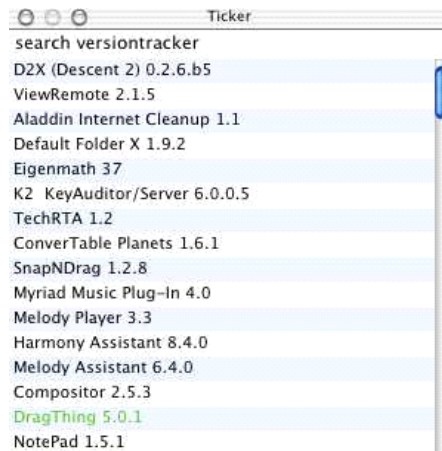 Ticker
search versiontracker
D2X (Descent 2) 0.2.6.b5
ViewRemote 2.1.5
Aladdin Internet Cleanup 1.1
Default Folder X 1.9.2
Eigenmath 37
K2  KeyAuditor/Server 6.0.0.5
TechRTA 1.2
ConverTable Planets 1.6.1
SnapNDrag 1.2.8
Myriad Music Plug-In 4.0
Melody Player 3.3
Harmony Assistant 8.4.0
Melody Assistant 6.4.0
Compositor 2.5.3
DragThing 5.0.1
NotePad 1.5.1